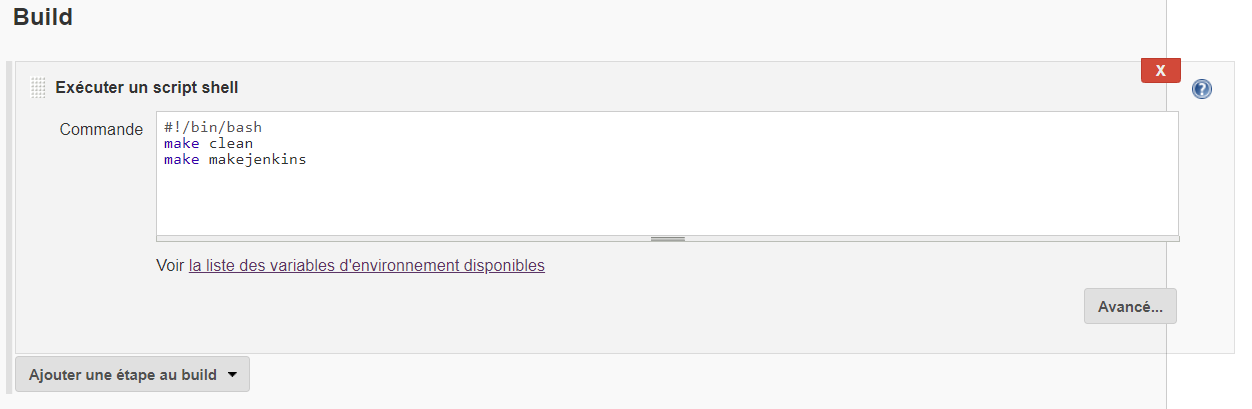 Build
X
Exécuter un script shell
?
Commande
#!/bin/bash
make clean
make makejenkins
Voir la liste des variables d'environnement disponibles
Avancé...
Ajouter une étape au build